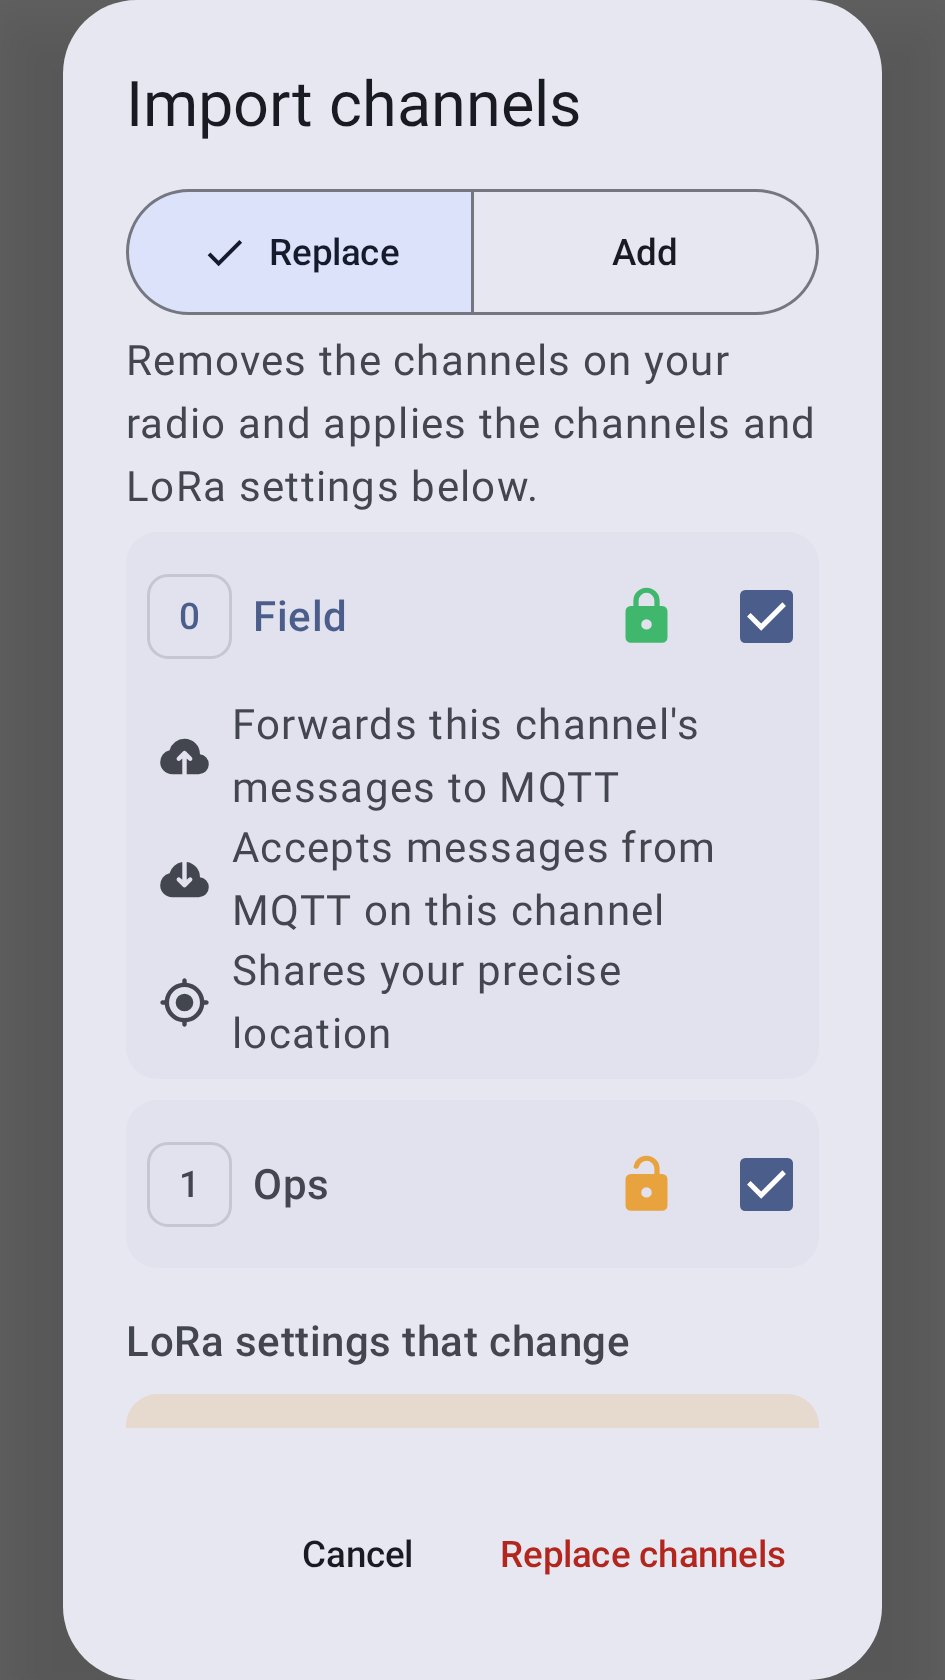 Import channels
Replace
Add
Removes the channels on your
radio and applies the channels and
LoRa settings below.
0
Field
Forwards this channel's
messages to MQTT
Accepts messages from
MQTT on this channel
Shares your precise
location
1
Ops
LoRa settings that change
Cancel
Replace channels